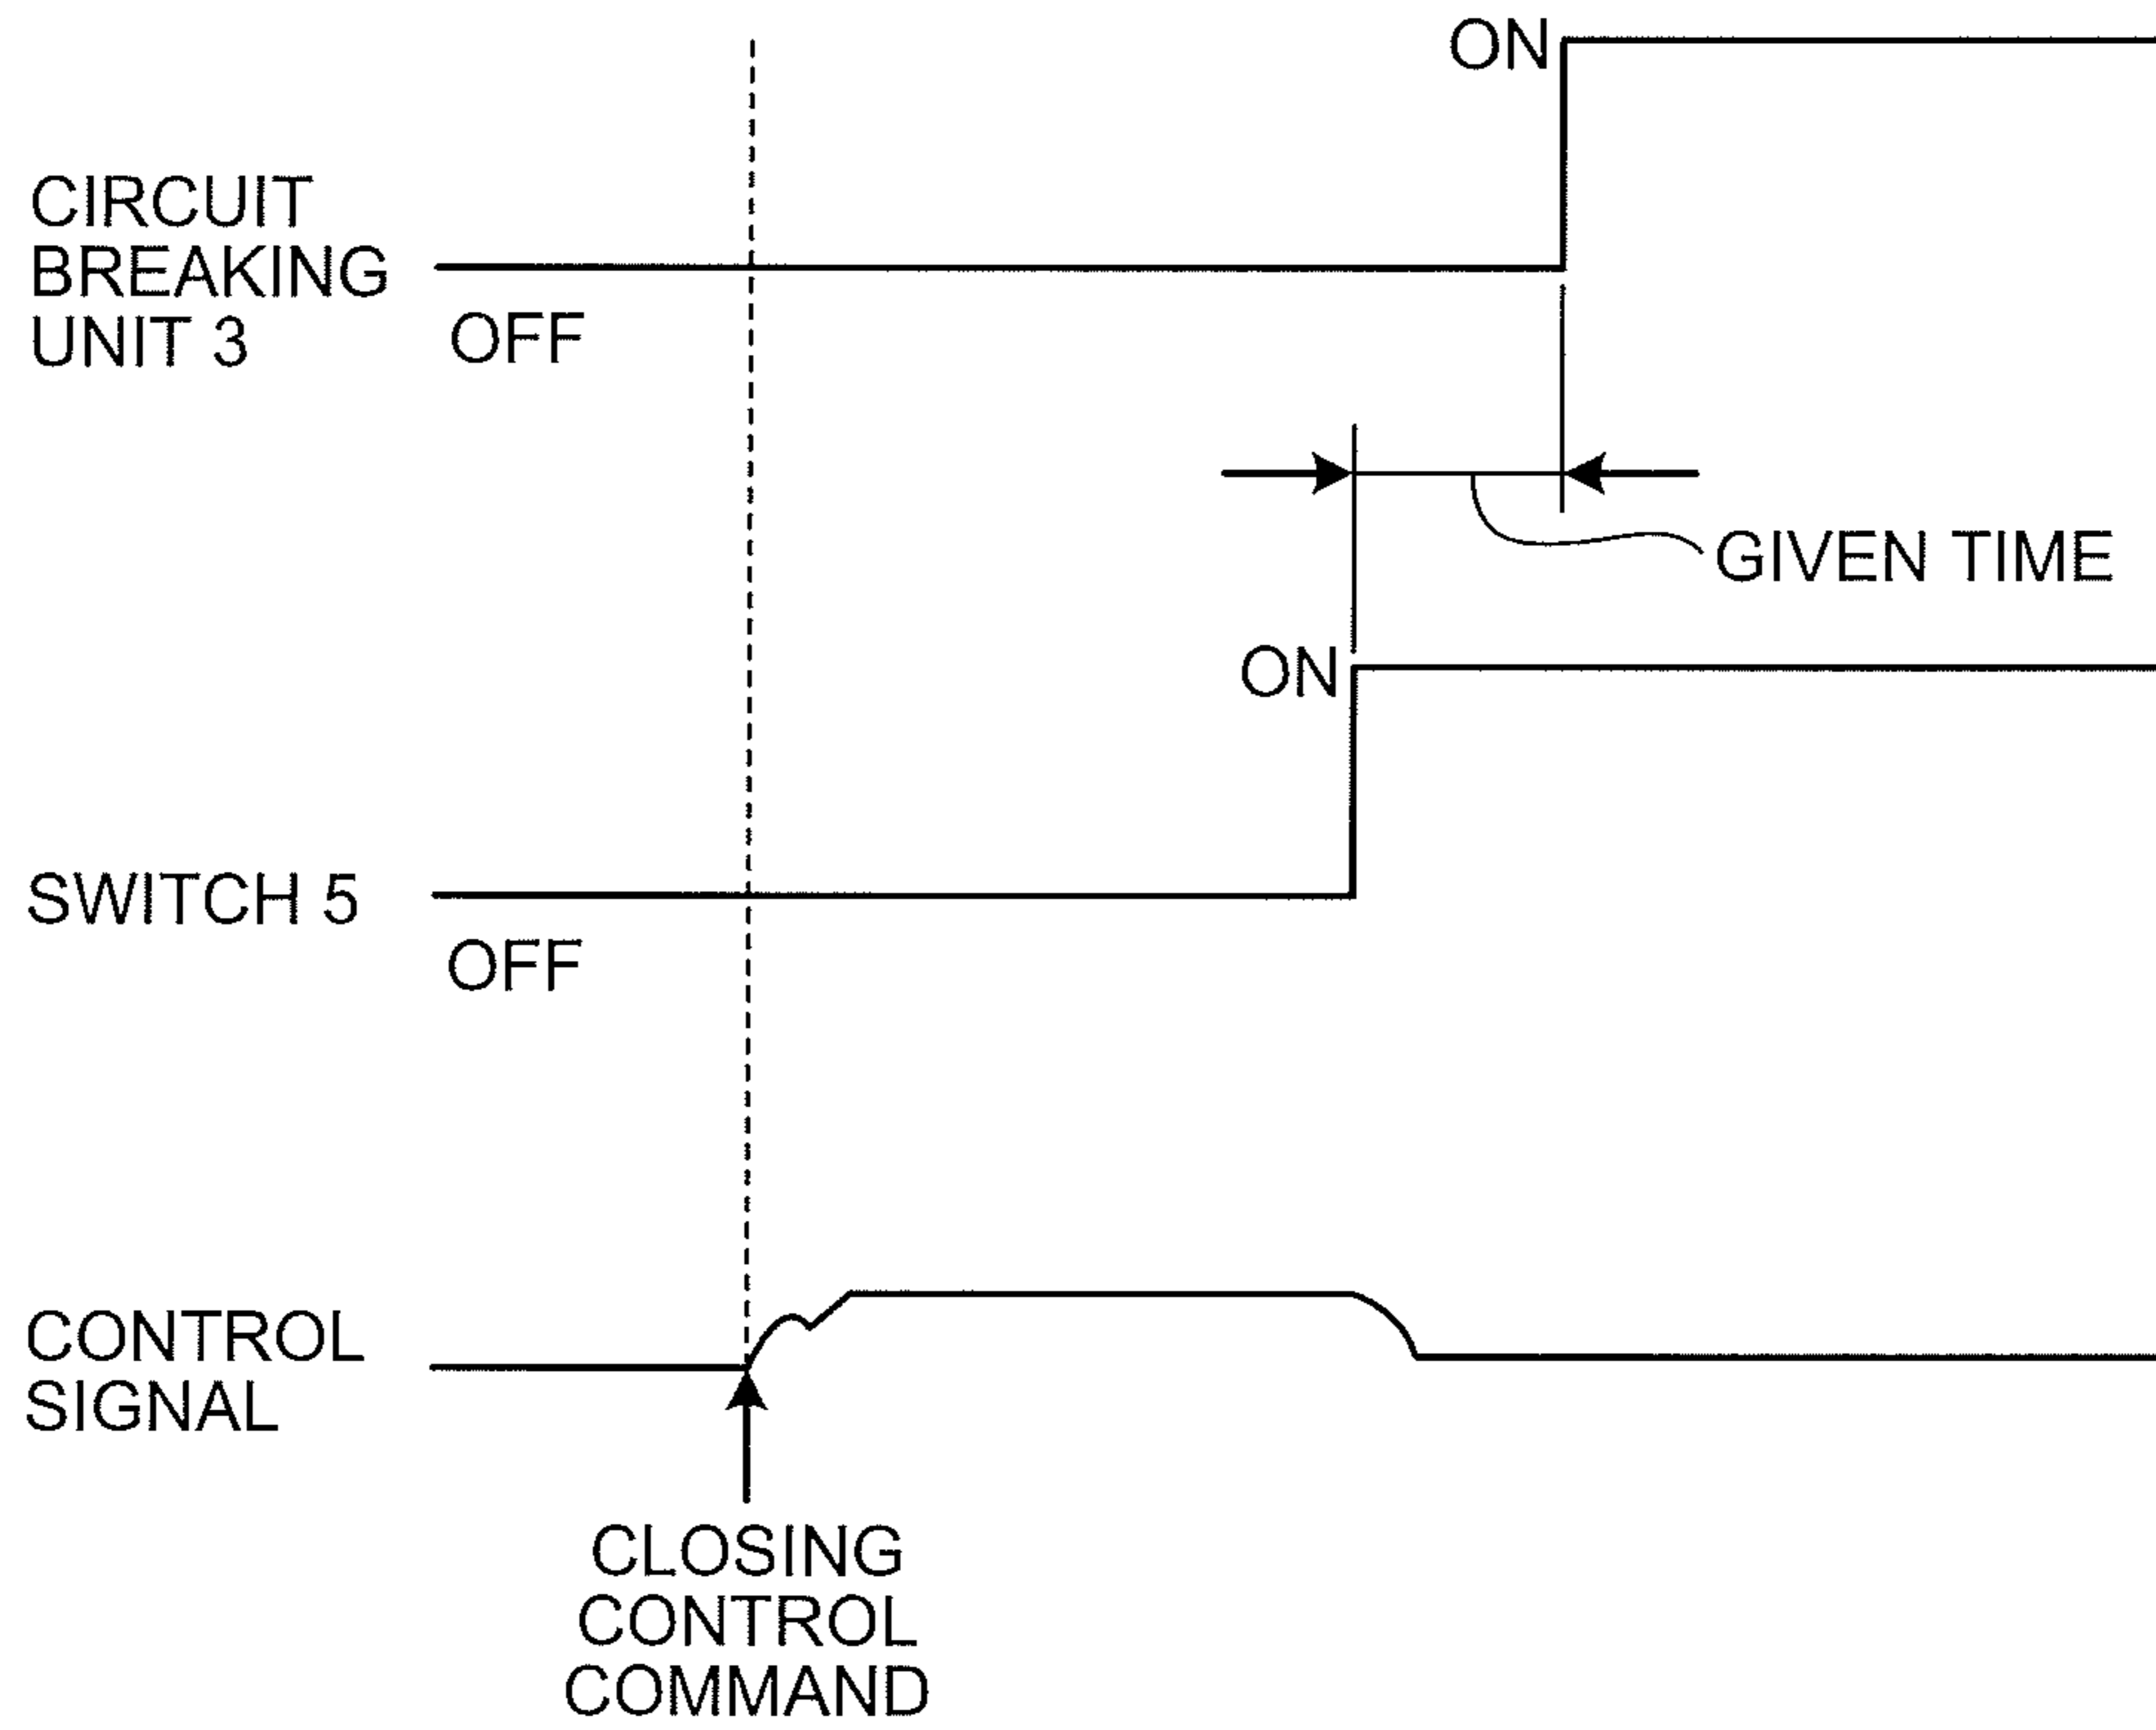 ON
CIRCUIT
BREAKING
UNIT 3
OFF
GIVEN TIME
ON
SWITCH 5
OFF
CONTROL
SIGNAL
CLOSING
CONTROL
COMMAND